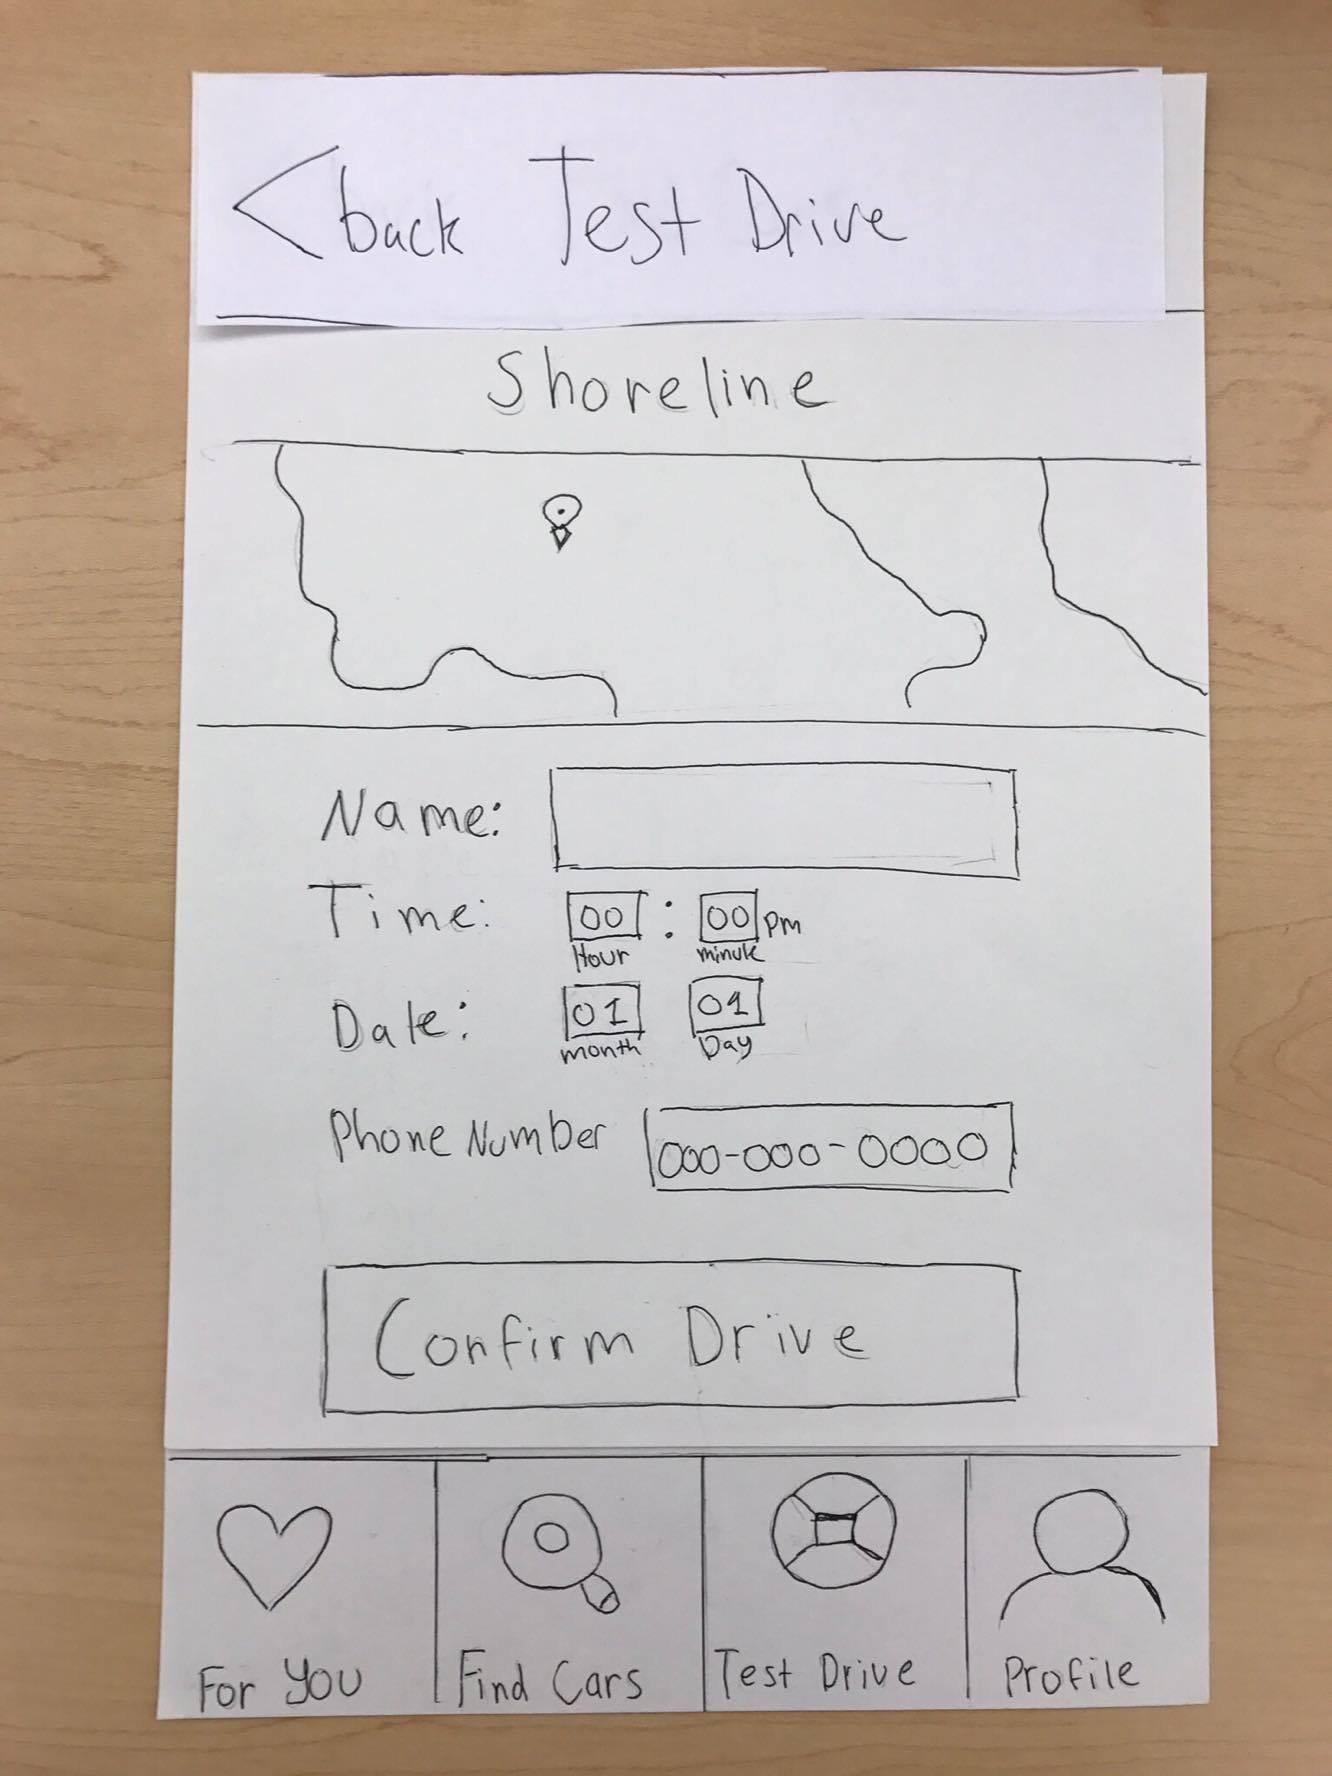 <back Test Drive
Shoreline
Name:
Time: 00 : 00 pm
Hour minute
Date: 01 01
month Day
Phone Number 000-000-0000
Confirm Drive
For You Find Cars Test Drive Profile